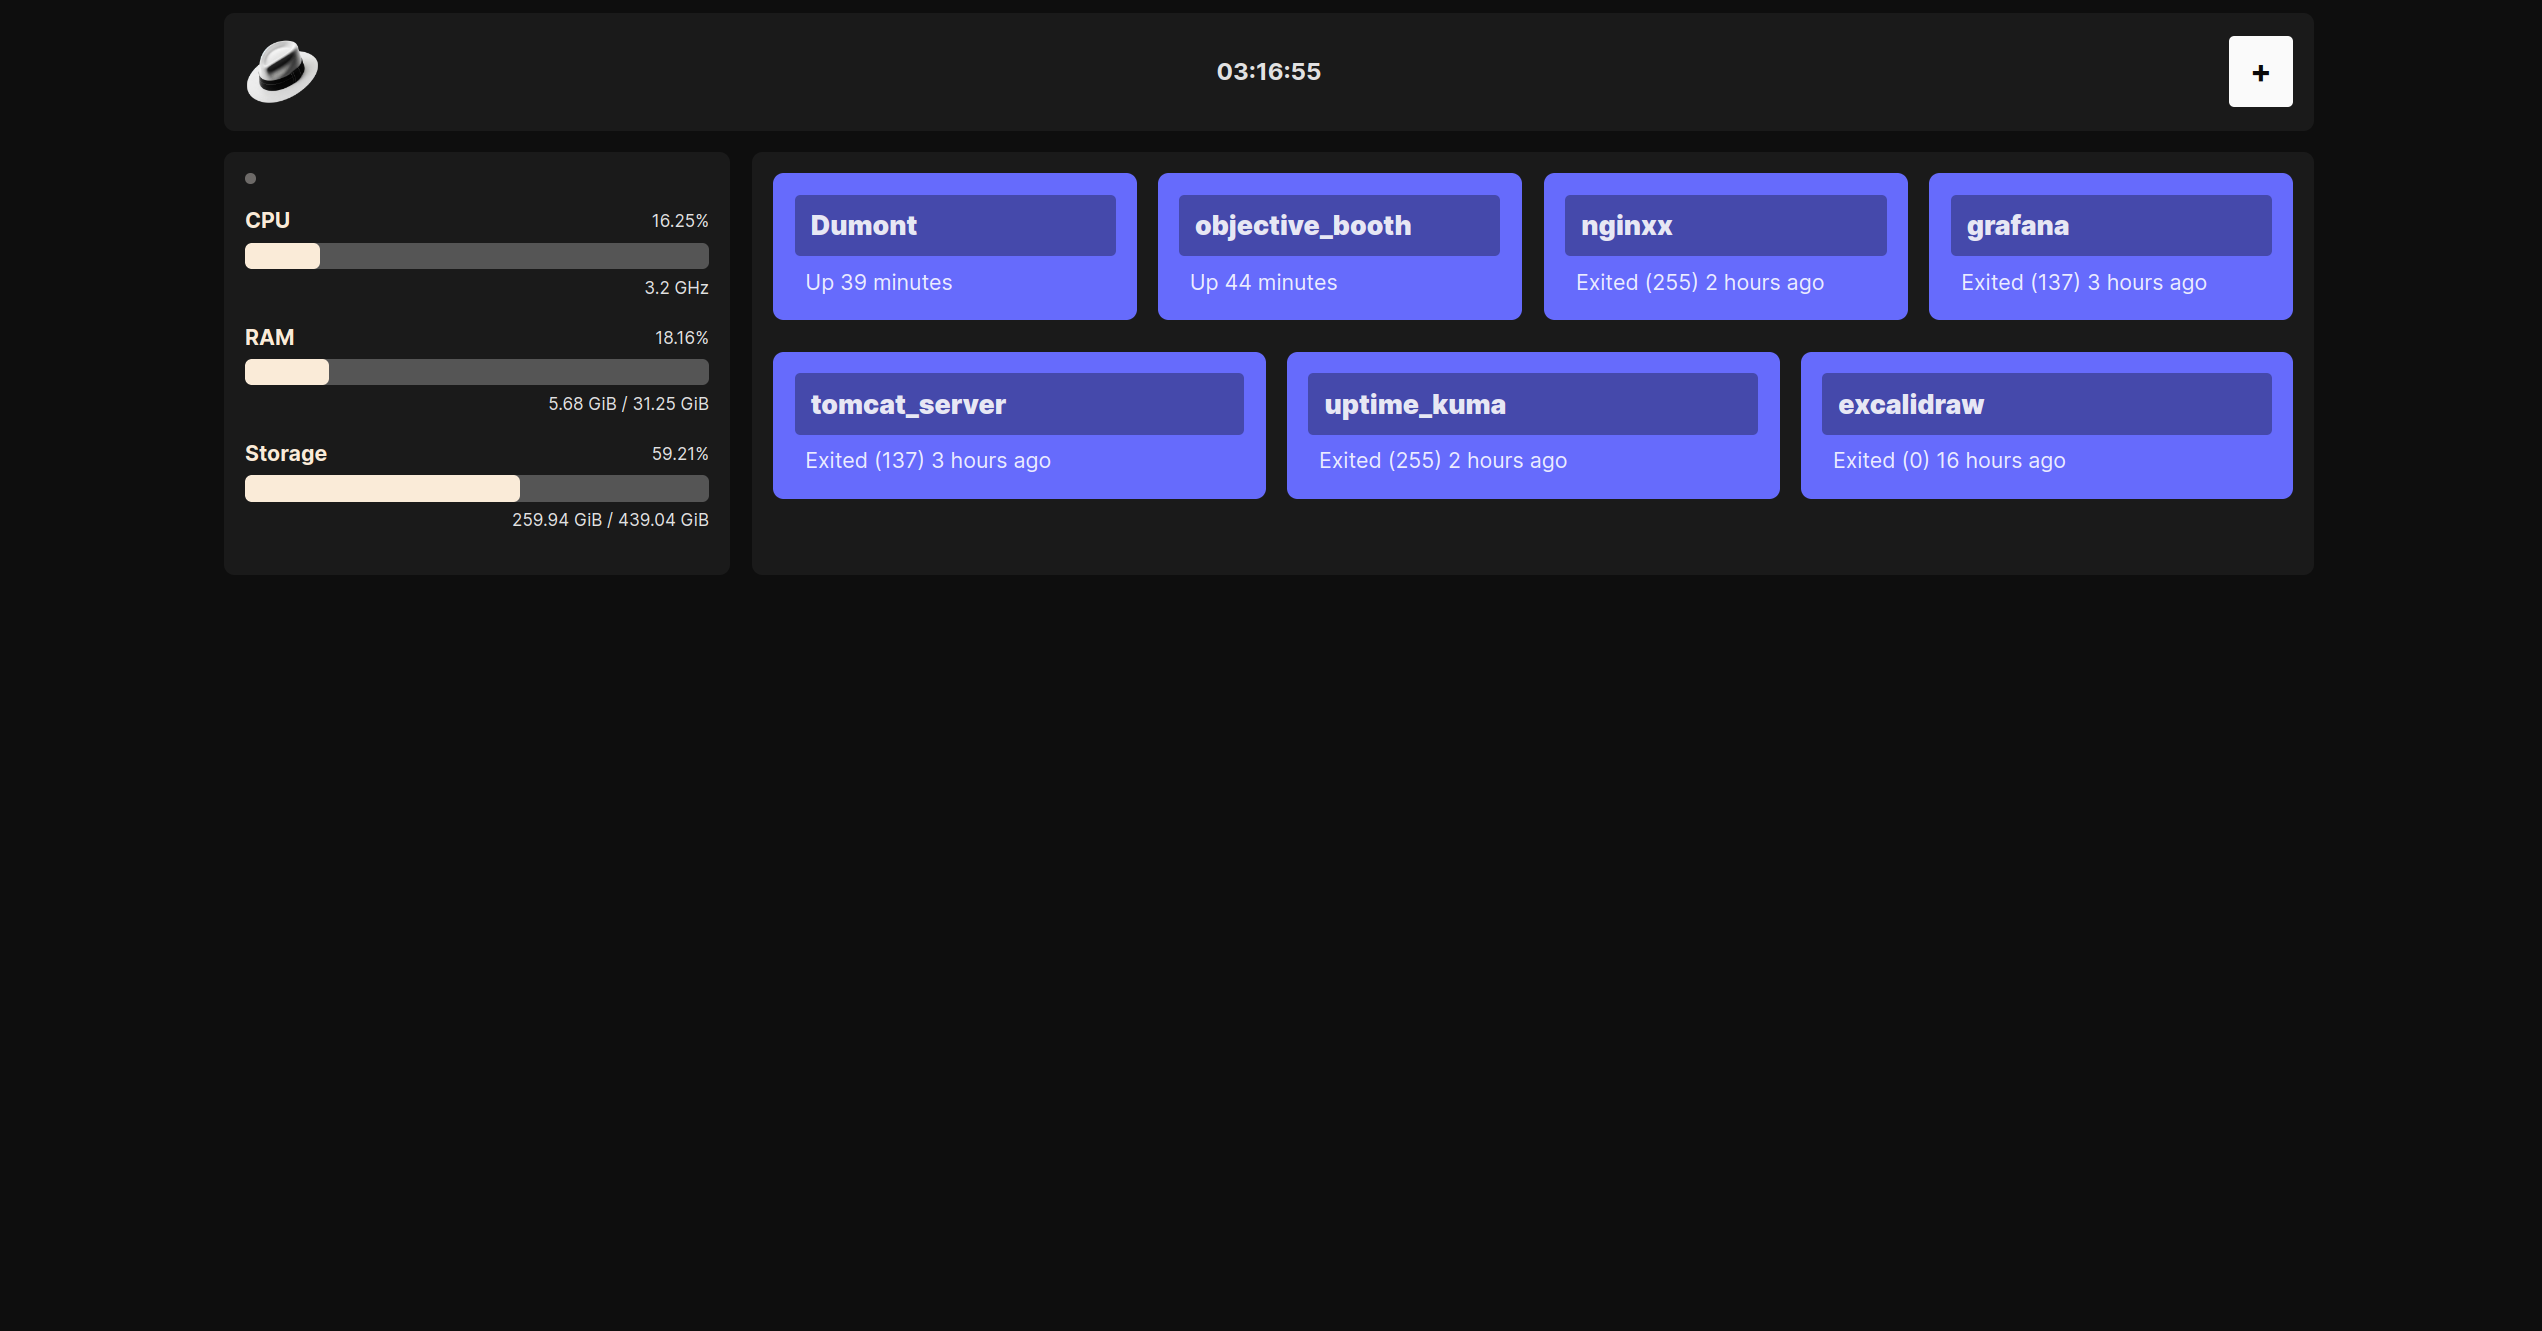 03:16:55
+
CPU 16.25%
3.2 GHz
RAM 18.16%
5.68 GiB / 31.25 GiB
Storage 59.21%
259.94 GiB / 439.04 GiB
Dumont
Up 39 minutes
objective_booth
Up 44 minutes
nginxx
Exited (255) 2 hours ago
grafana
Exited (137) 3 hours ago
tomcat_server
Exited (137) 3 hours ago
uptime_kuma
Exited (255) 2 hours ago
excalidraw
Exited (0) 16 hours ago